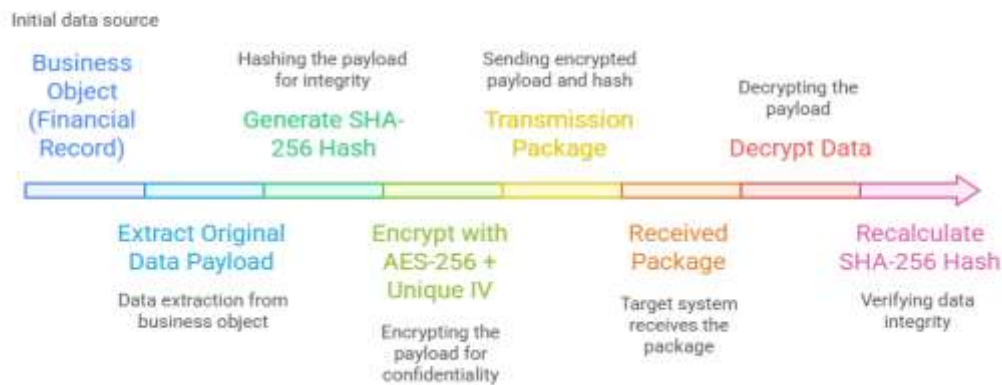 Initial data source
Business
Object
(Financial
Record)
Extract Original
Data Payload
Data extraction from
business object
Hashing the payload
for integrity
Generate SHA-
256 Hash
Encrypt with
AES-256 +
Unique IV
Encrypting the
payload for
confidentiality
Sending encrypted
payload and hash
Transmission
Package
Received
Package
Target system
receives the
package
Decrypting the
payload
Decrypt Data
Recalculate
SHA-256 Hash
Verifying data
integrity